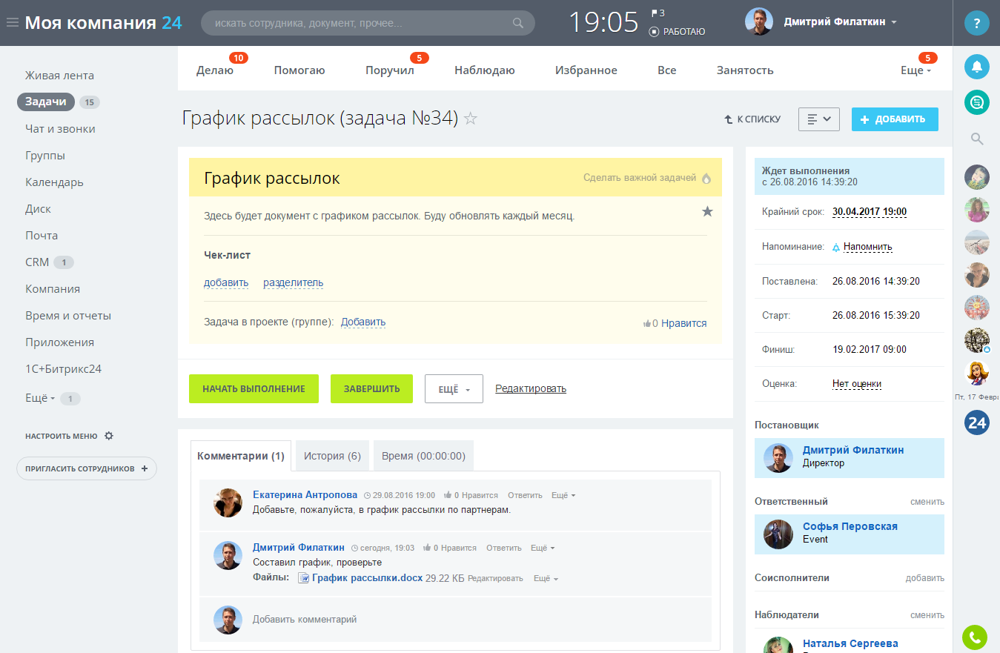 Моя компания 24
искать сотрудника, документ, прочее...
19:05
3
РАБОТАЮ
Дмитрий Филаткин
?
Живая лента
Задачи 15
Чат и звонки
Группы
Календарь
Диск
Почта
CRM 1
Компания
Время и отчеты
Приложения
1С+Битрикс24
Ещё 1
НАСТРОИТЬ МЕНЮ
ПРИГЛАСИТЬ СОТРУДНИКОВ +
Делаю 10
Помогаю
Поручил 5
Наблюдаю
Избранное
Все
Занятость
Еще 5
График рассылок (задача №34)
К СПИСКУ
+ ДОБАВИТЬ
График рассылок
Сделать важной задачей
Здесь будет документ с графиком рассылок. Буду обновлять каждый месяц.
Чек-лист
добавить разделитель
Задача в проекте (группе): Добавить
0 Нравится
НАЧАТЬ ВЫПОЛНЕНИЕ
ЗАВЕРШИТЬ
ЕЩЁ
Редактировать
Комментарии (1)
История (6)
Время (00:00:00)
Екатерина Антропова 29.08.2016 19:00 0 Нравится Ответить Ещё
Добавьте, пожалуйста, в график рассылки по партнерам.
Дмитрий Филаткин сегодня, 19:03 0 Нравится Ответить Ещё
Составил график, проверьте
Файлы: График рассылки.docx 29.22 КБ Редактировать Ещё
Добавить комментарий
Ждет выполнения
с 26.08.2016 14:39:20
Крайний срок: 30.04.2017 19:00
Напоминание: Напомнить
Поставлена: 26.08.2016 14:39:20
Старт: 26.08.2016 15:39:20
Финиш: 19.02.2017 09:00
Оценка: Нет оценки
Постановщик
Дмитрий Филаткин
Директор
Ответственный сменить
Софья Перовская
Event
Соисполнители добавить
Наблюдатели сменить
Наталья Сергеева
Пт, 17 Февр
24